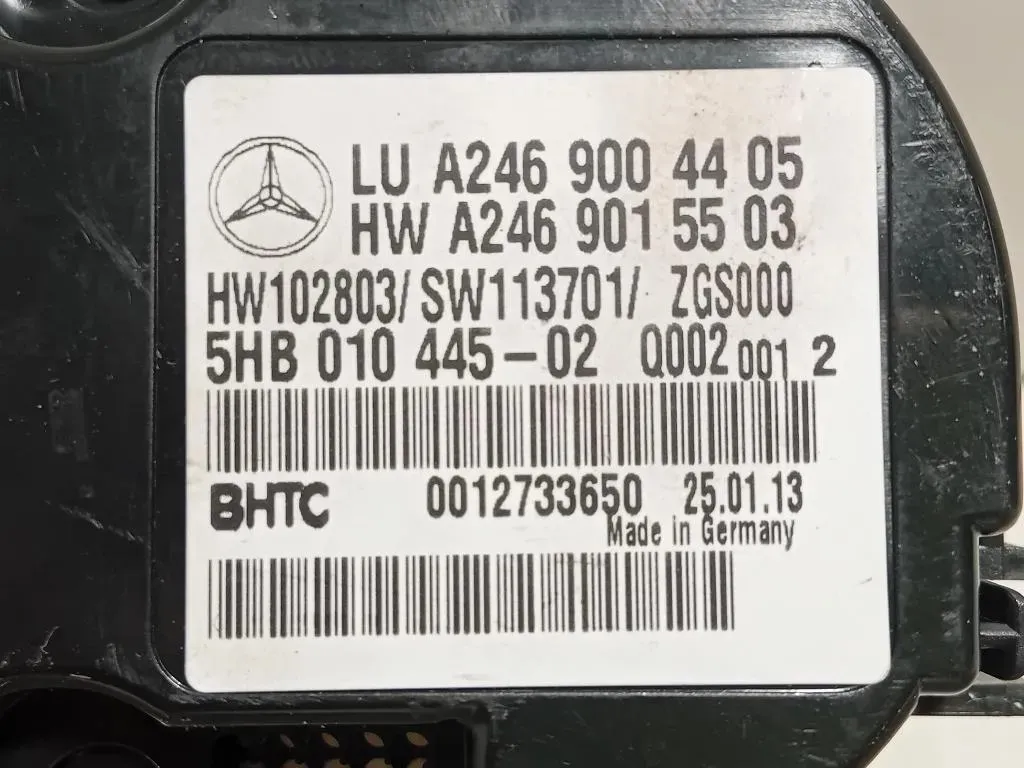 LU A246 900 44 05
HW A246 901 55 03
HW102803/ SW113701/ ZGS000
5HB 010 445-02 Q002 001 2
BHTC 0012733650 25.01.13
Made in Germany